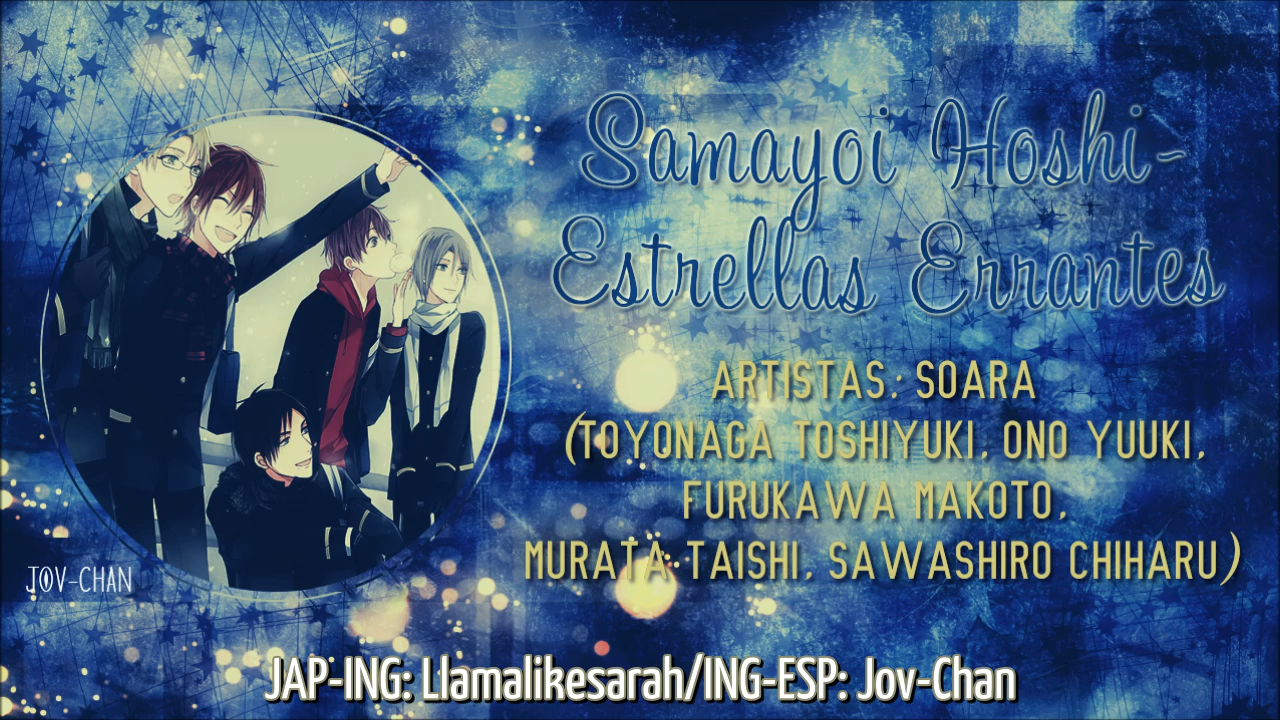 Samayoi Hoshi-
Estrellas Errantes
ARTISTAS: SOARA
(TOYONAGA TOSHIYUKI, ONO YUUKI,
FURUKAWA MAKOTO,
MURATA TAISHI, SAWASHIRO CHIHARU)
JOV-CHAN
JAP-ING: Llamalikesarah/ING-ESP: Jov-Chan